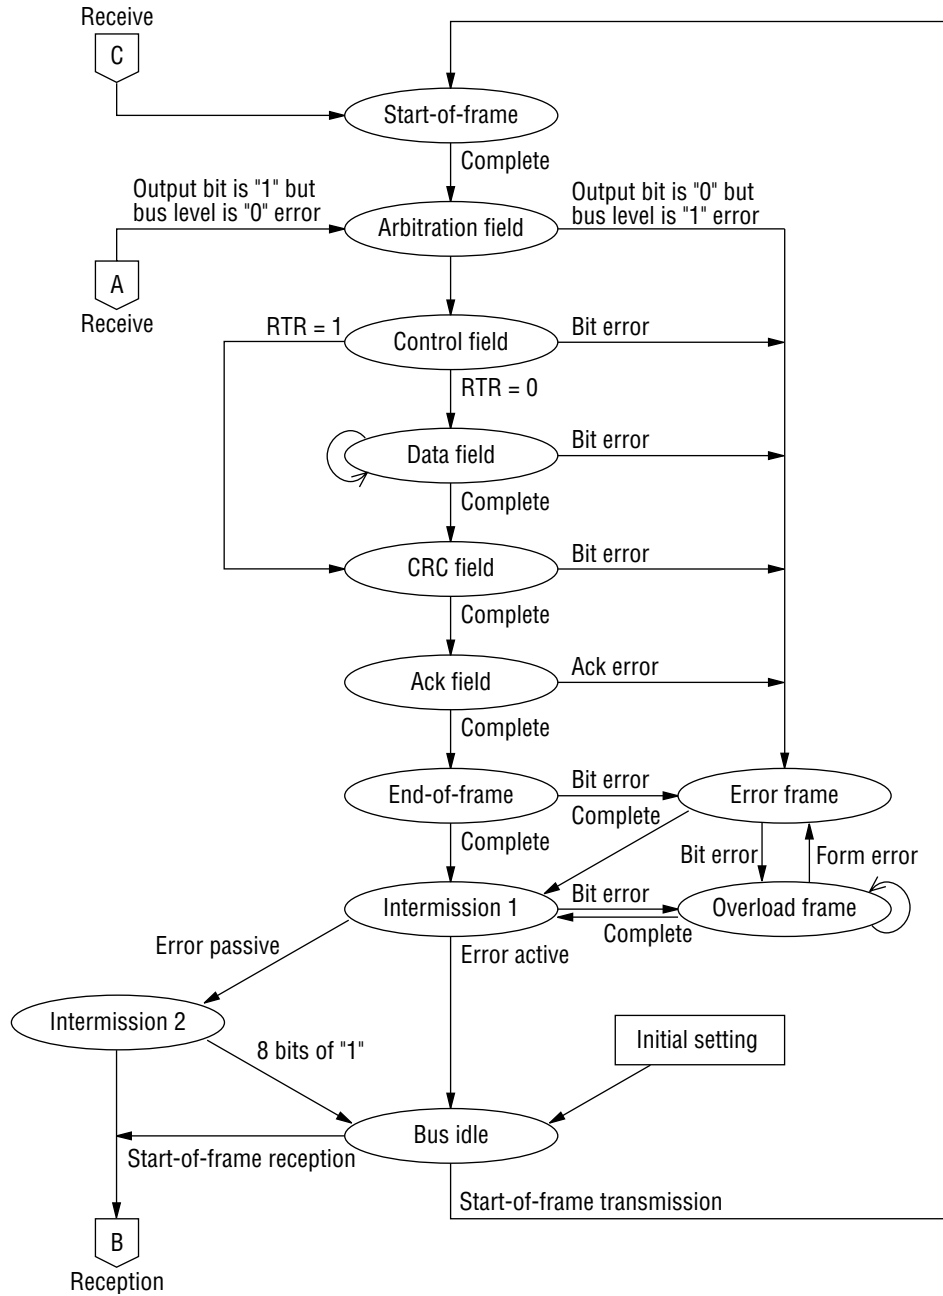 Receive
C
Start-of-frame
Complete
Output bit is "1" but
bus level is "0" error
Output bit is "0" but
bus level is "1" error
Arbitration field
A
Receive
RTR = 1
Control field
Bit error
RTR = 0
Data field
Bit error
Complete
CRC field
Bit error
Complete
Ack field
Ack error
Complete
End-of-frame
Bit error
Error frame
Complete
Complete
Bit error
Form error
Intermission 1
Bit error
Overload frame
Complete
Error passive
Error active
Intermission 2
8 bits of "1"
Initial setting
Bus idle
Start-of-frame reception
Start-of-frame transmission
B
Reception